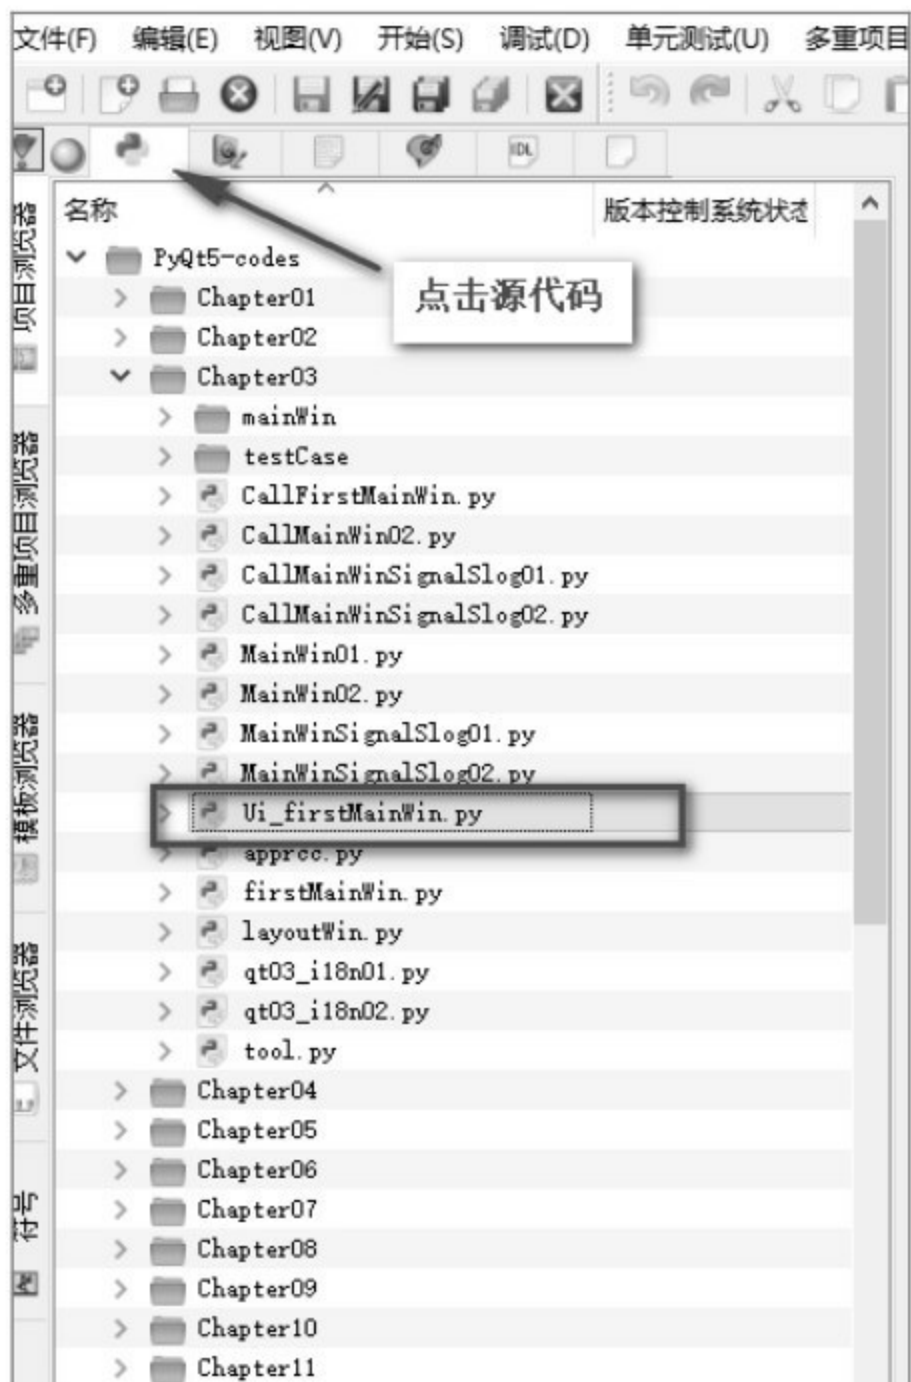 文件(F) 编辑(E) 视图(V) 开始(S) 调试(D) 单元测试(U) 多重项目
IDL
名称 版本控制系统状态
PyQt5-codes
点击源代码
Chapter01
Chapter02
Chapter03
mainWin
testCase
CallFirstMainWin.py
CallMainWin02.py
CallMainWinSignalSlog01.py
CallMainWinSignalSlog02.py
MainWin01.py
MainWin02.py
MainWinSignalSlog01.py
MainWinSignalSlog02.py
Ui_firstMainWin.py
apprcc.py
firstMainWin.py
layoutWin.py
qt03_i18n01.py
qt03_i18n02.py
tool.py
Chapter04
Chapter05
Chapter06
Chapter07
Chapter08
Chapter09
Chapter10
Chapter11
项目浏览器
多重项目浏览器
模板浏览器
文件浏览器
符号